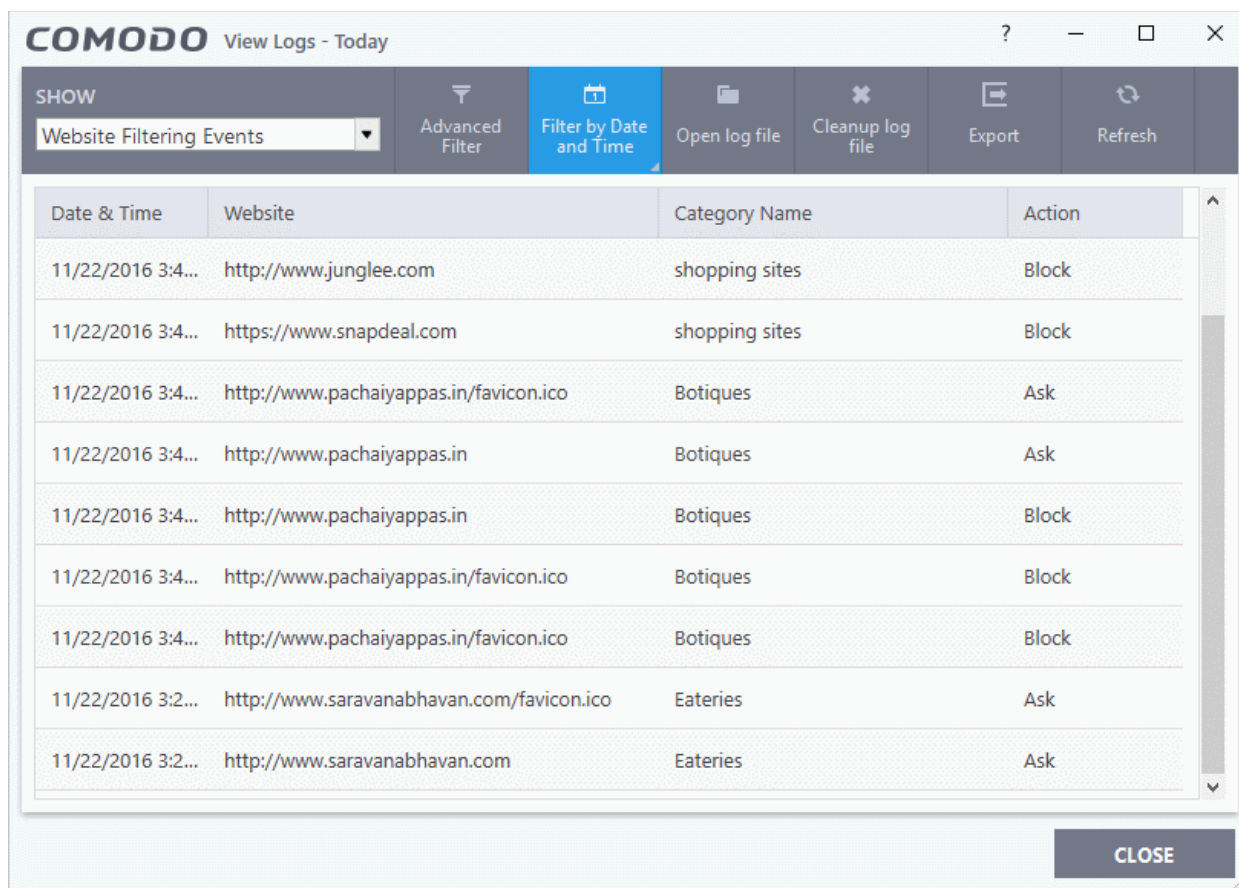 COMODO View Logs - Today ?
SHOW
Website Filtering Events
Advanced
Filter
Filter by Date
and Time
Open log file
Cleanup log
file
Export
Refresh
Date & Time Website Category Name Action
11/22/2016 3:4... http://www.junglee.com shopping sites Block
11/22/2016 3:4... https://www.snapdeal.com shopping sites Block
11/22/2016 3:4... http://www.pachaiyappas.in/favicon.ico Botiques Ask
11/22/2016 3:4... http://www.pachaiyappas.in Botiques Ask
11/22/2016 3:4... http://www.pachaiyappas.in Botiques Block
11/22/2016 3:4... http://www.pachaiyappas.in/favicon.ico Botiques Block
11/22/2016 3:4... http://www.pachaiyappas.in/favicon.ico Botiques Block
11/22/2016 3:2... http://www.saravanabhavan.com/favicon.ico Eateries Ask
11/22/2016 3:2... http://www.saravanabhavan.com Eateries Ask
CLOSE